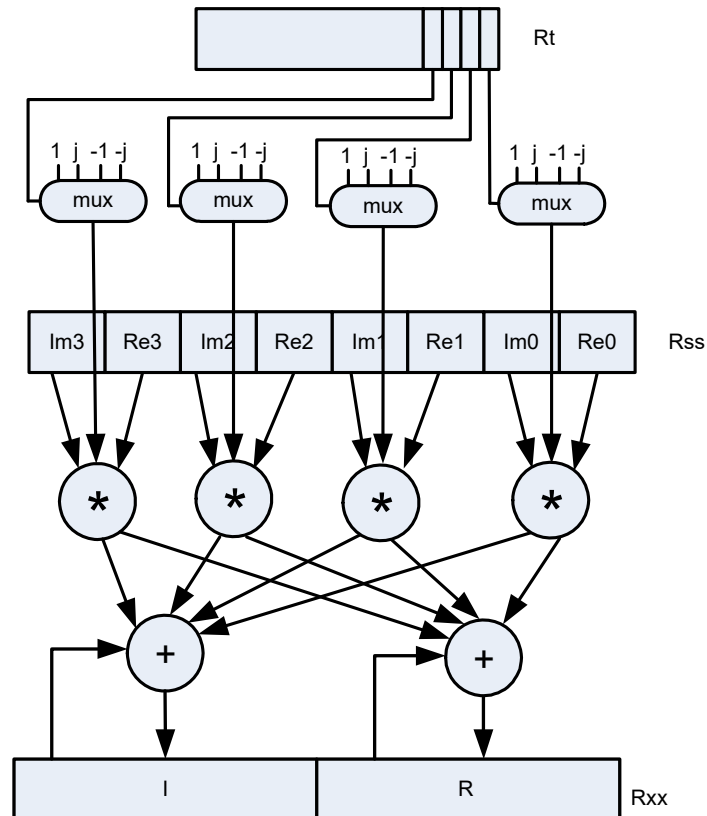 Rt
1 j -1 -j
1 j -1 -j
1 j -1 -j
1 j -1 -j
mux
mux
mux
mux
Im3 Re3 Im2 Re2 Im1 Re1 Im0 Re0
Rss
* * * *
+ +
I R
Rxx